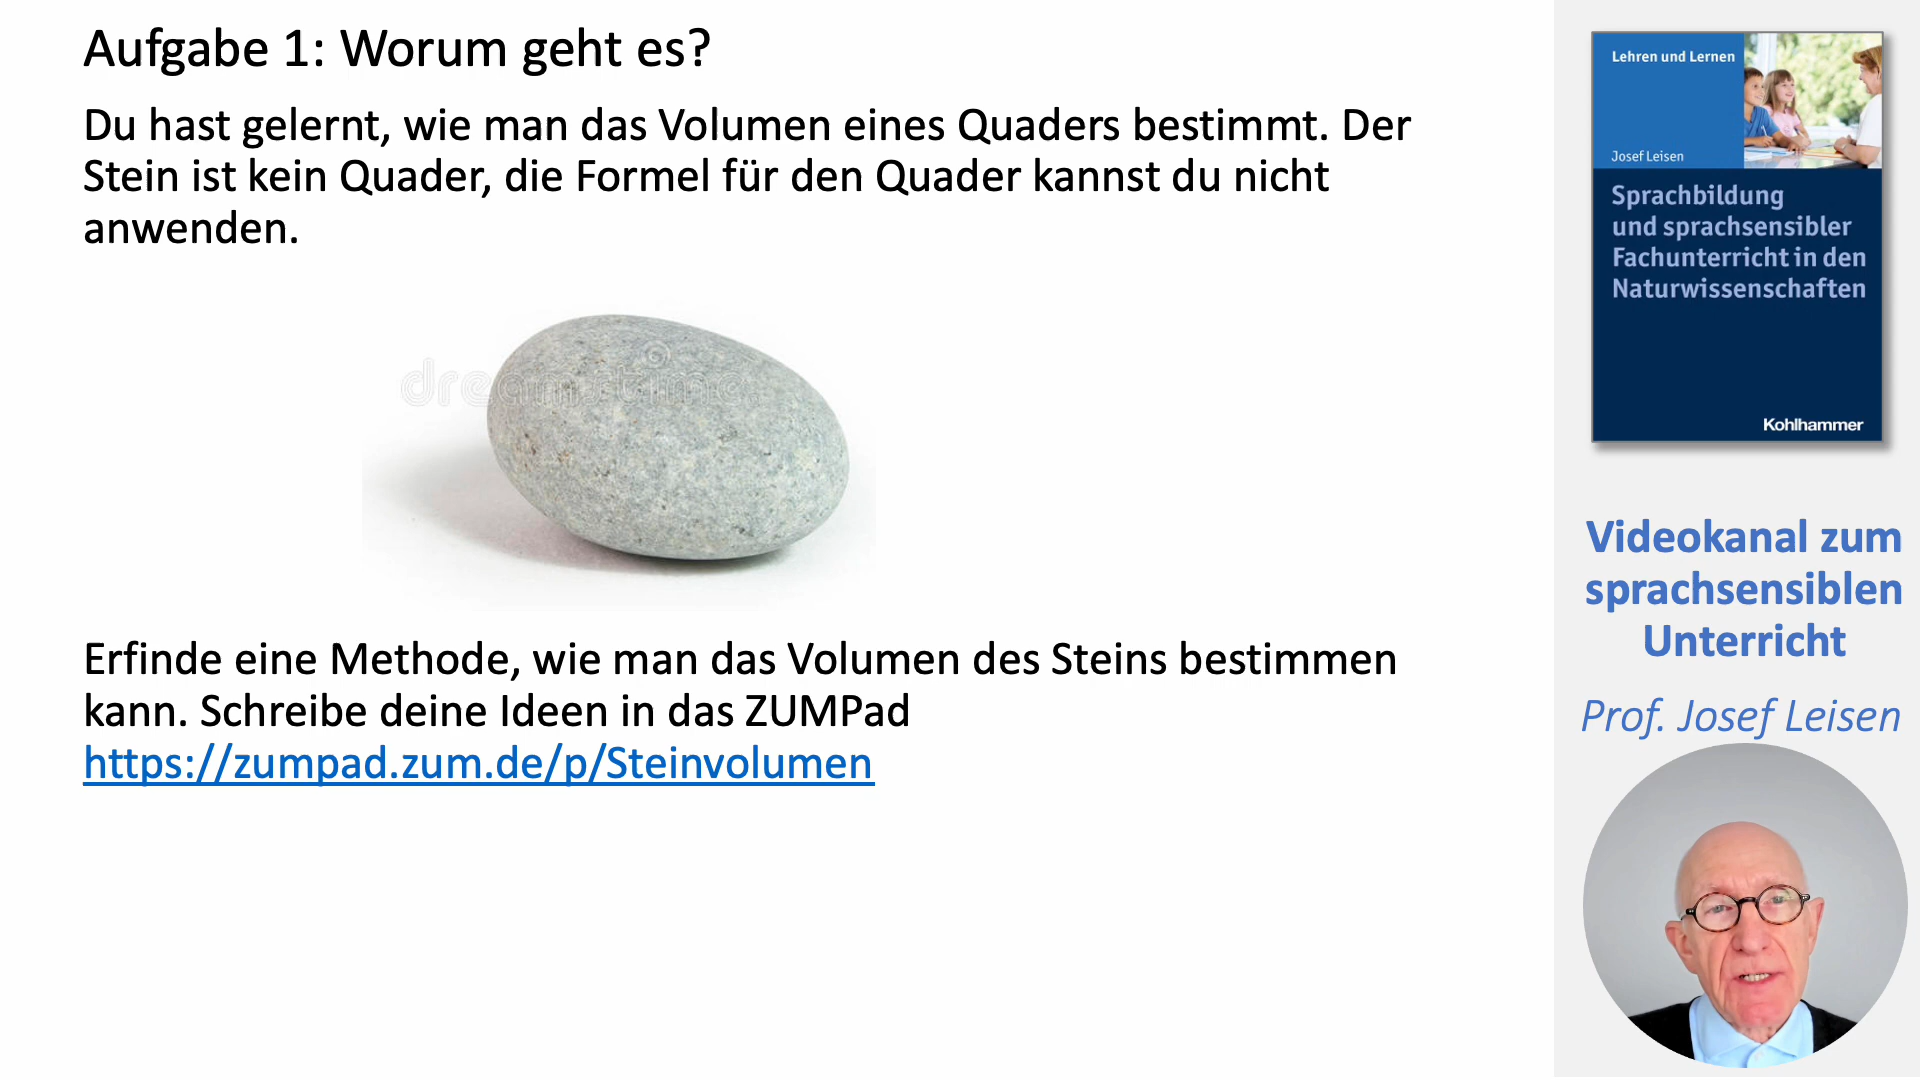 Aufgabe 1: Worum geht es?
Du hast gelernt, wie man das Volumen eines Quaders bestimmt. Der
Stein ist kein Quader, die Formel für den Quader kannst du nicht
anwenden.
dreamstime.
Erfinde eine Methode, wie man das Volumen des Steins bestimmen
kann. Schreibe deine Ideen in das ZUMPad
https://zumpad.zum.de/p/Steinvolumen
Lehren und Lernen
Josef Leisen
Sprachbildung
und sprachsensibler
Fachunterricht in den
Naturwissenschaften
Kohlhammer
Videokanal zum
sprachsensiblen
Unterricht
Prof. Josef Leisen